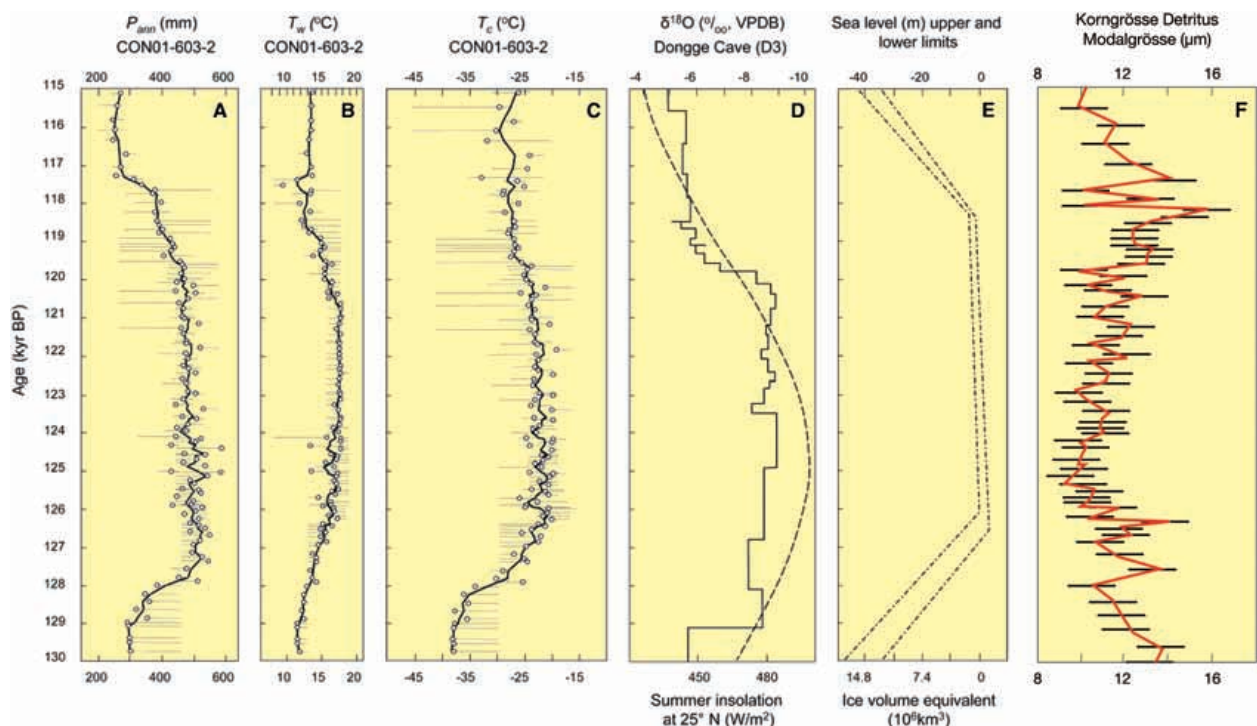 P_ann (mm)
CON01-603-2
T_w (°C)
CON01-603-2
T_c (°C)
CON01-603-2
δ¹⁸O (⁰/₀₀, VPDB)
Dongge Cave (D3)
Sea level (m) upper and
lower limits
Korngrösse Detritus
Modalgrösse (µm)
200 400 600
10 15 20
-45 -35 -25 -15
-4 -6 -8 -10
-40 -20 0
8 12 16
A
B
C
D
E
F
Age (kyr BP)
115
116
117
118
119
120
121
122
123
124
125
126
127
128
129
130
200 400 600
10 15 20
-45 -35 -25 -15
450 480
14.8 7.4 0
8 12 16
Summer insolation
at 25° N (W/m²)
Ice volume equivalent
(10⁶km³)